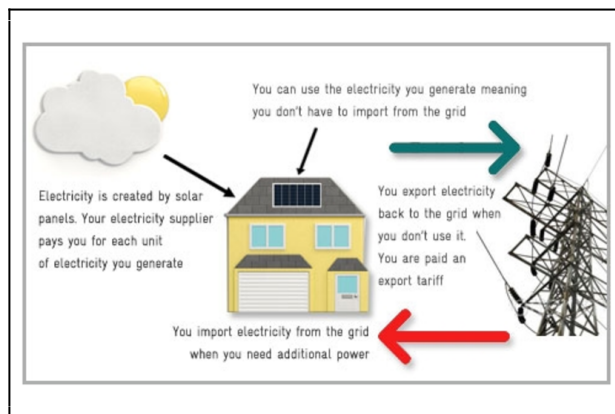 You can use the electricity you generate meaning
you don't have to import from the grid
Electricity is created by solar
panels. Your electricity supplier
pays you for each unit
of electricity you generate
You export electricity
back to the grid when
you don't use it.
You are paid an
export tariff
You import electricity from the grid
when you need additional power